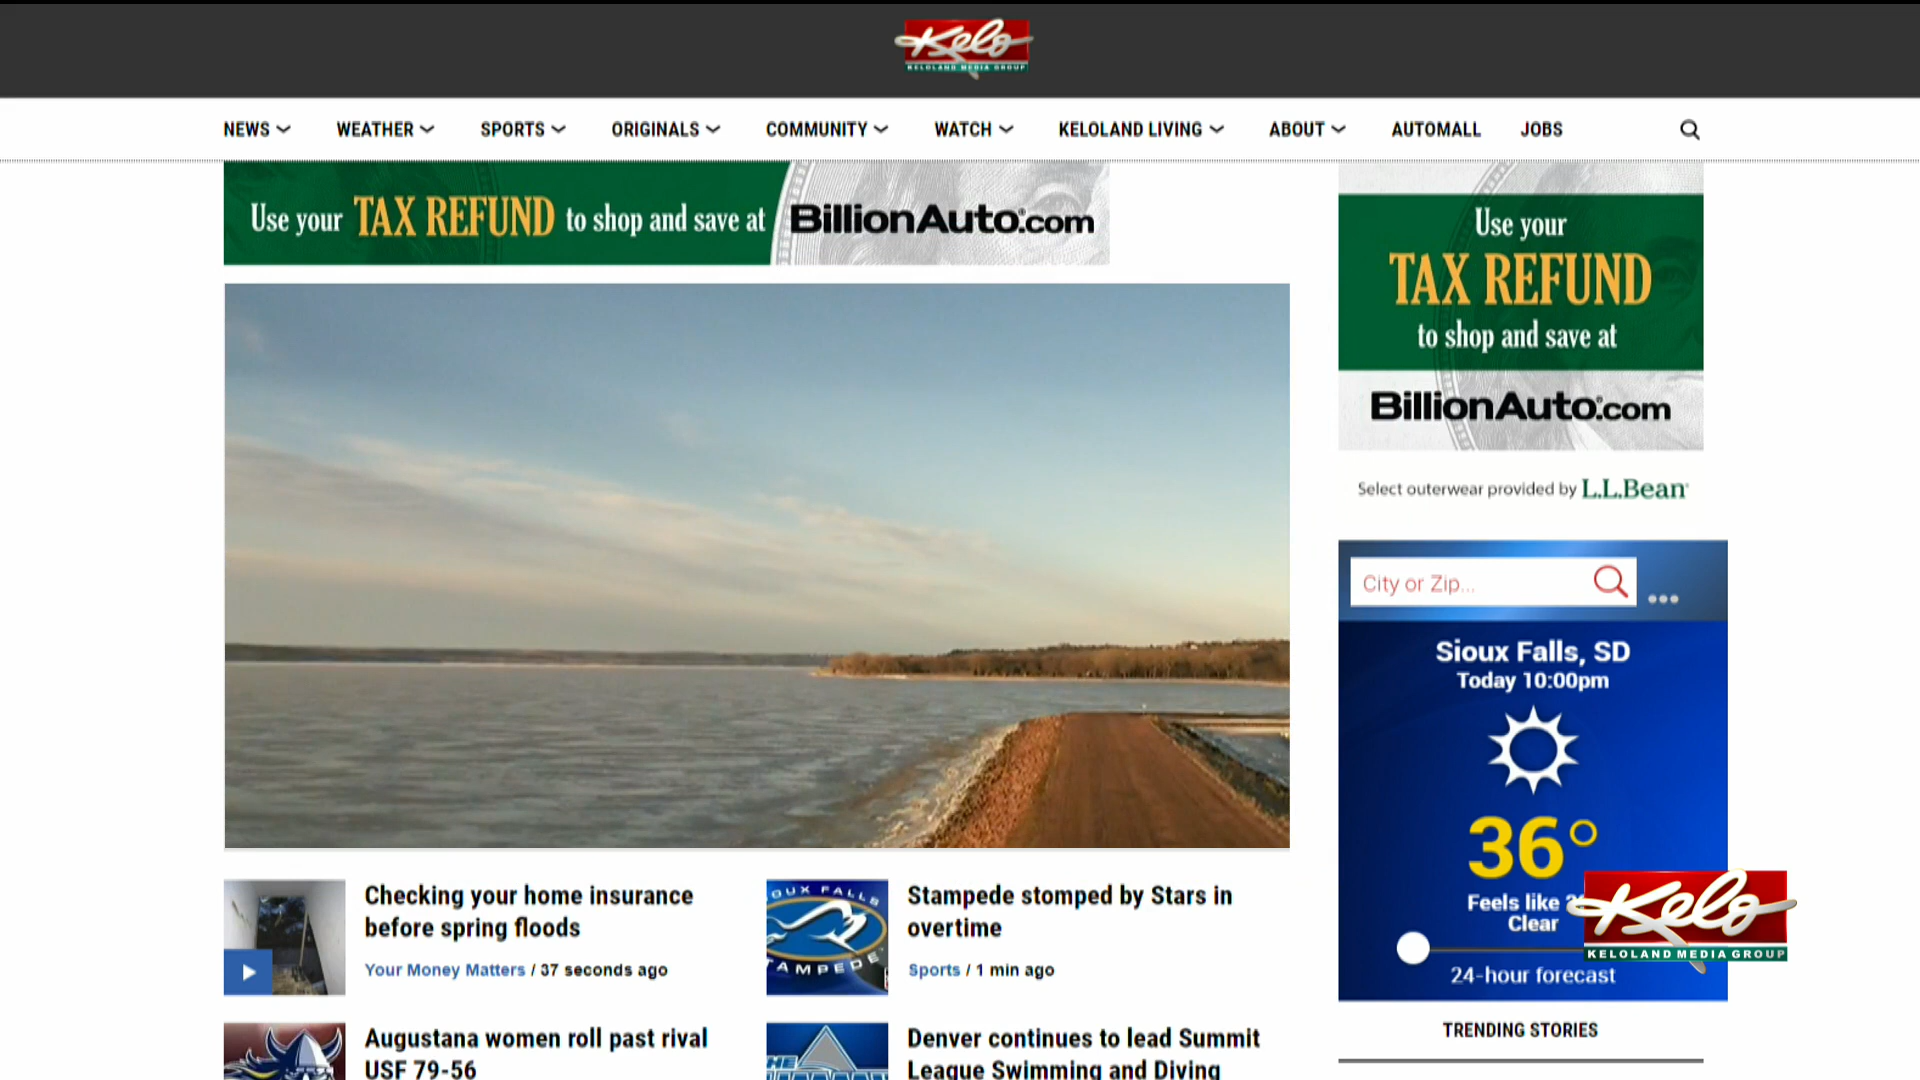 Kelo
KELOLAND MEDIA GROUP
NEWS
WEATHER
SPORTS
ORIGINALS
COMMUNITY
WATCH
KELOLAND LIVING
ABOUT
AUTOMALL
JOBS
Use your TAX REFUND to shop and save at BillionAuto.com
Use your
TAX REFUND
to shop and save at
BillionAuto.com
Select outerwear provided by L.L.Bean
City or Zip...
Sioux Falls, SD
Today 10:00pm
36°
Feels like
Clear
24-hour forecast
Kelo
KELOLAND MEDIA GROUP
TRENDING STORIES
Checking your home insurance
before spring floods
Your Money Matters / 37 seconds ago
Stampede stomped by Stars in
overtime
Sports / 1 min ago
Augustana women roll past rival
USF 79-56
Denver continues to lead Summit
League Swimming and Diving